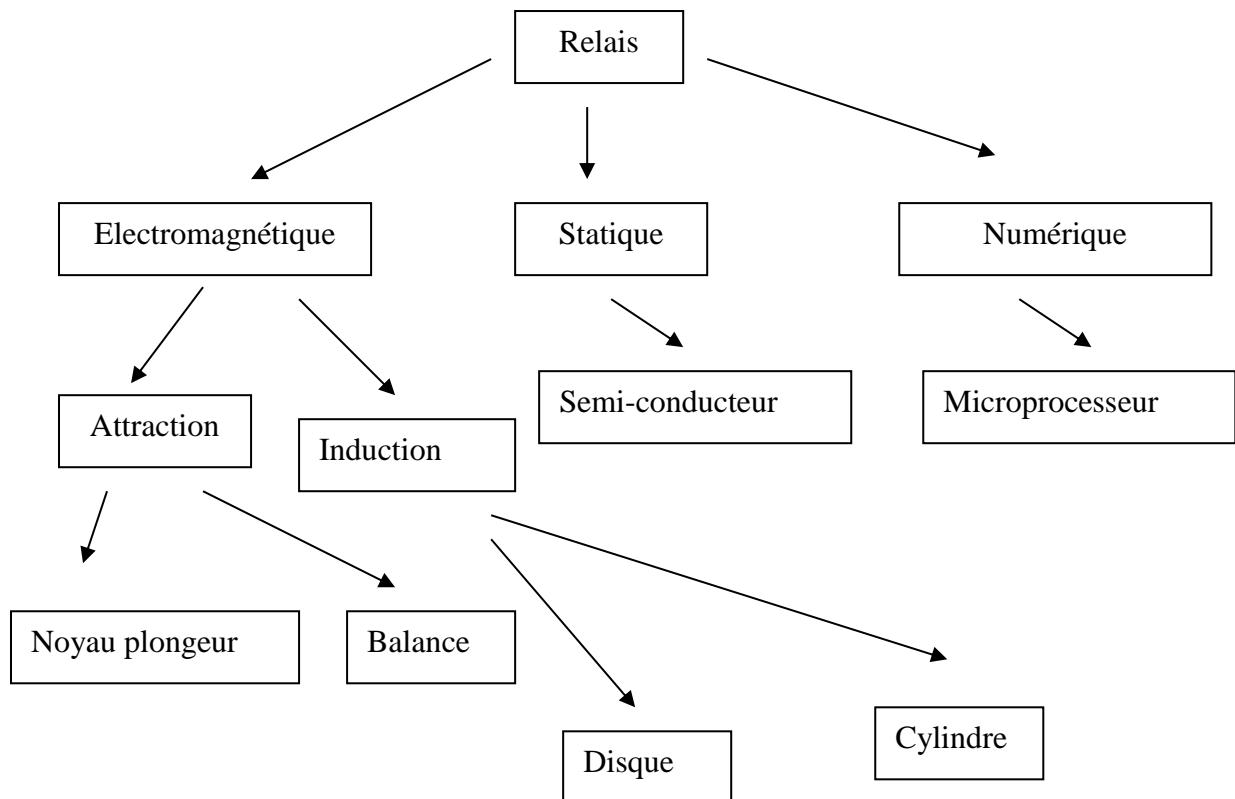 Relais
Electromagnétique
Statique
Numérique
Semi-conducteur
Microprocesseur
Attraction
Induction
Noyau plongeur
Balance
Disque
Cylindre